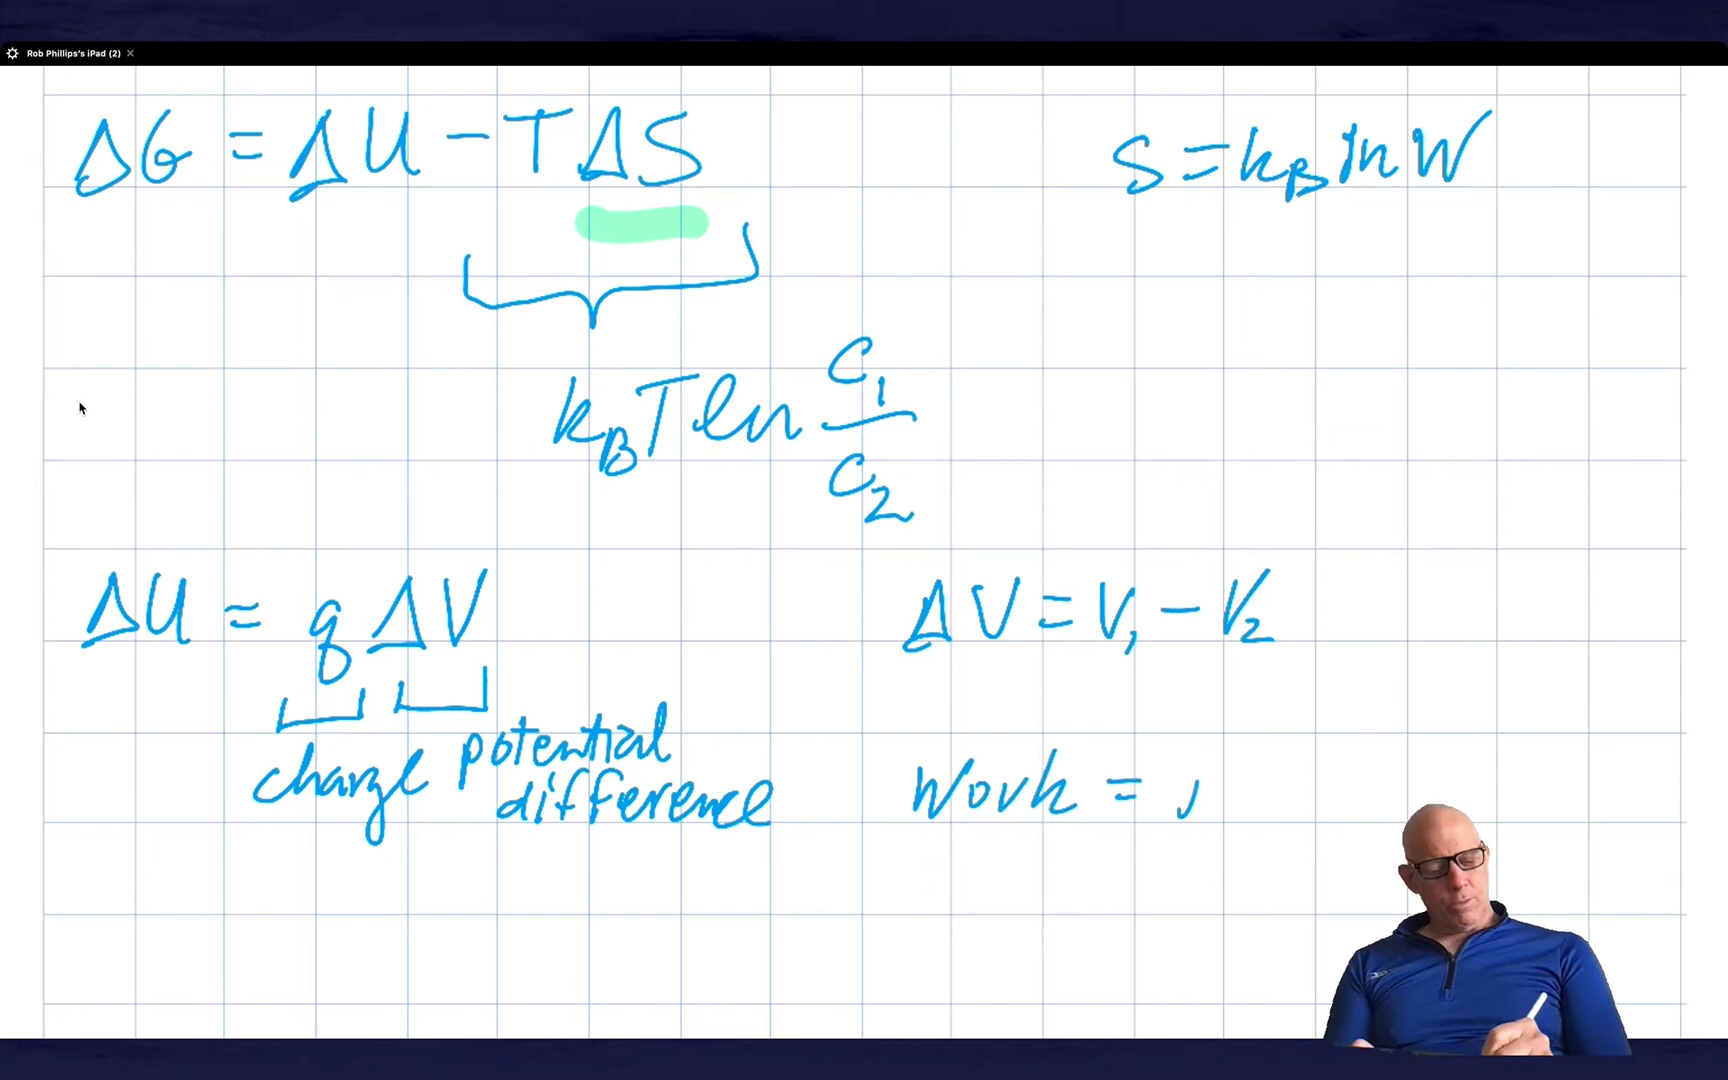 Rob Phillips's iPad (2) ×
ΔG = ΔU − TΔS
S = k_B ln W
k_B T ln C₁/C₂
ΔU = qΔV
ΔV = V₁ − V₂
charge
potential difference
Work =